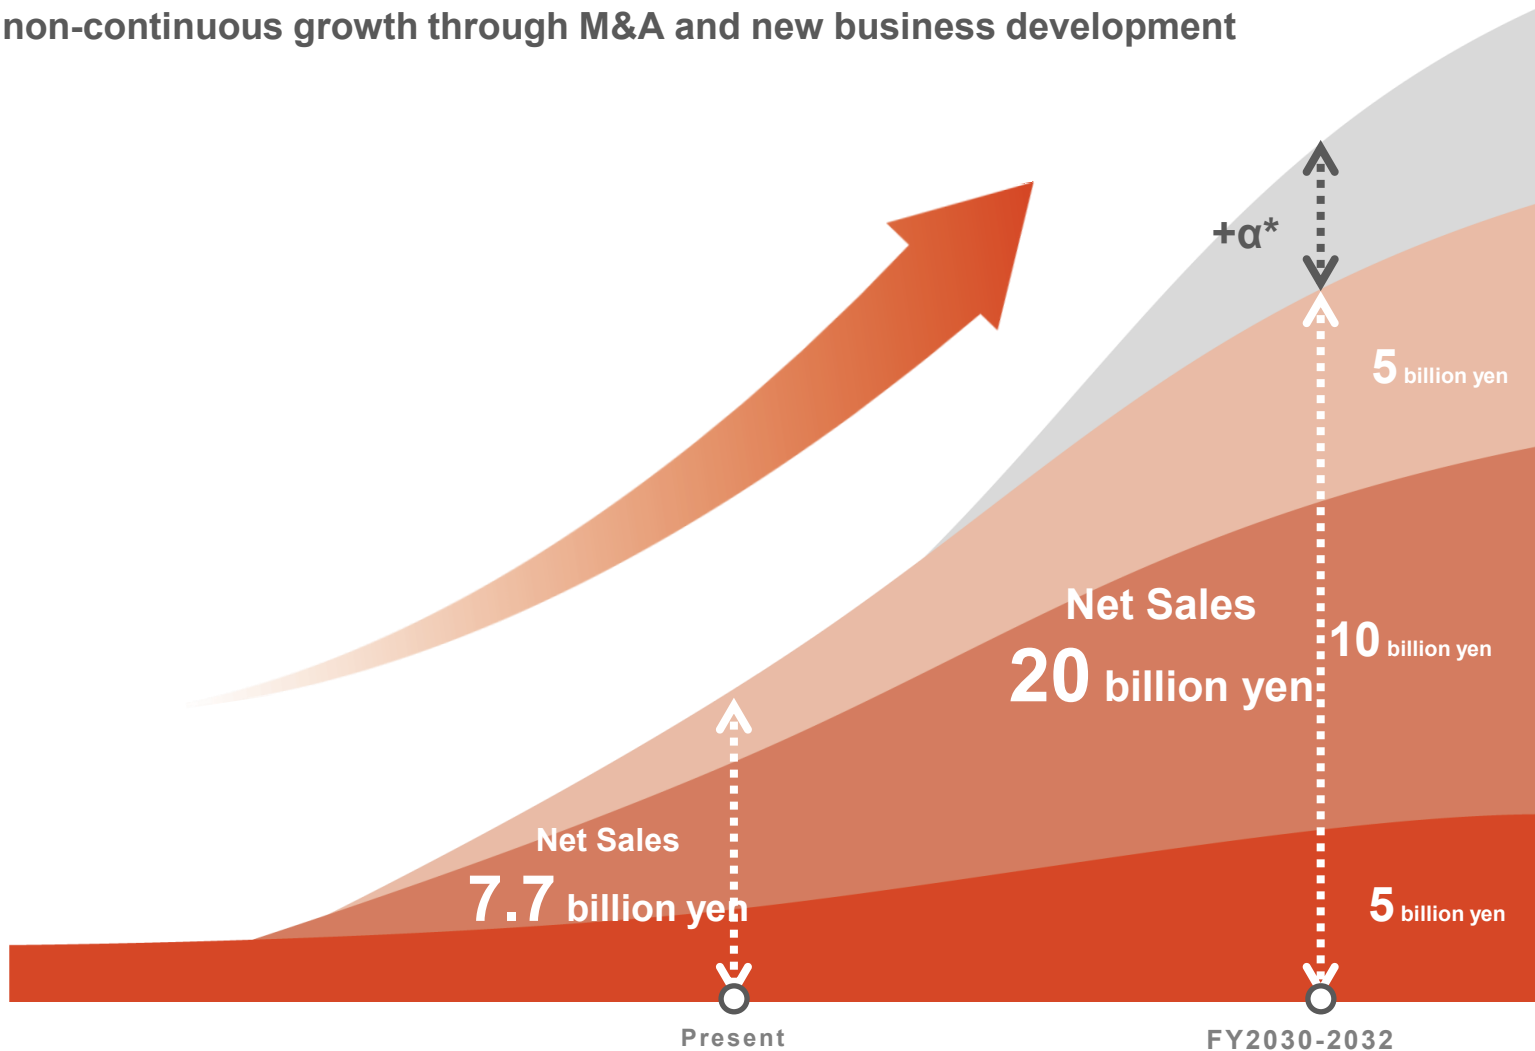 non-continuous growth through M&A and new business development
+α*
5 billion yen
Net Sales
20 billion yen
10 billion yen
Net Sales
7.7 billion yen
5 billion yen
Present
FY2030-2032